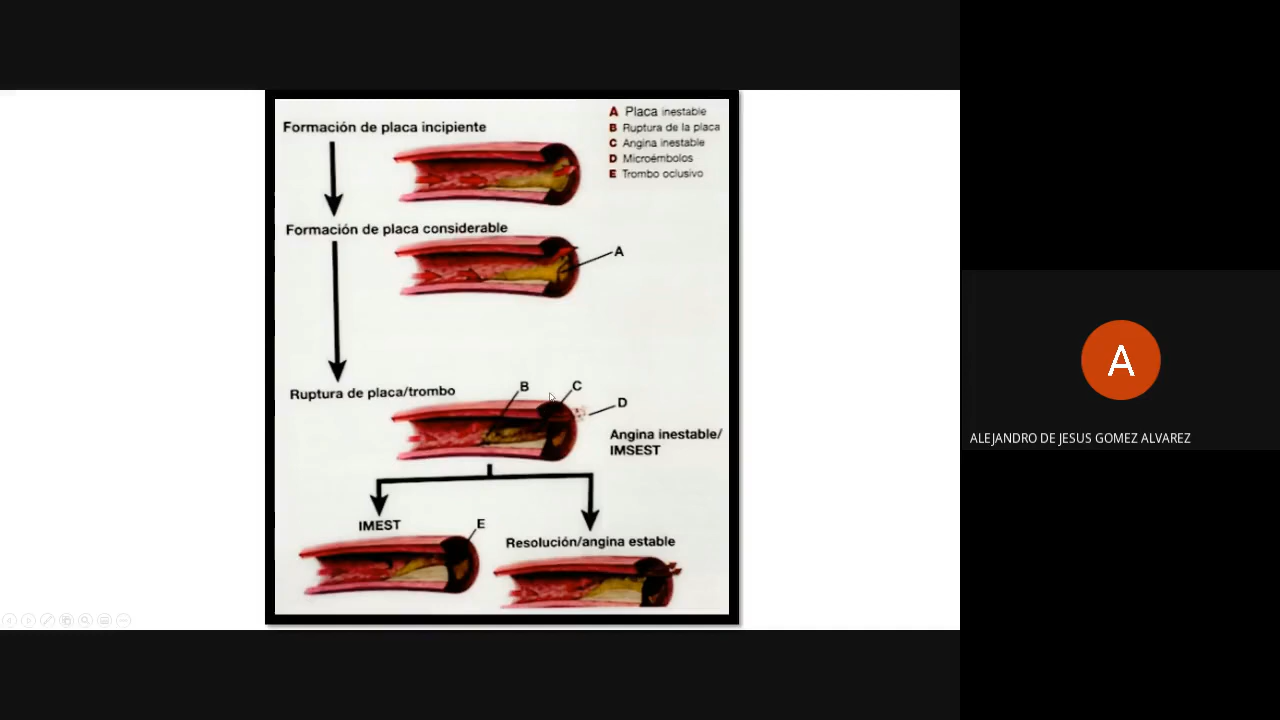 Formación de placa incipiente
A Placa inestable
B Ruptura de la placa
C Angina inestable
D Microémbolos
E Trombo oclusivo
Formación de placa considerable
A
Ruptura de placa/trombo
B
C
D
Angina inestable/
IMSEST
IMEST
E
Resolución/angina estable
A
ALEJANDRO DE JESUS GOMEZ ALVAREZ